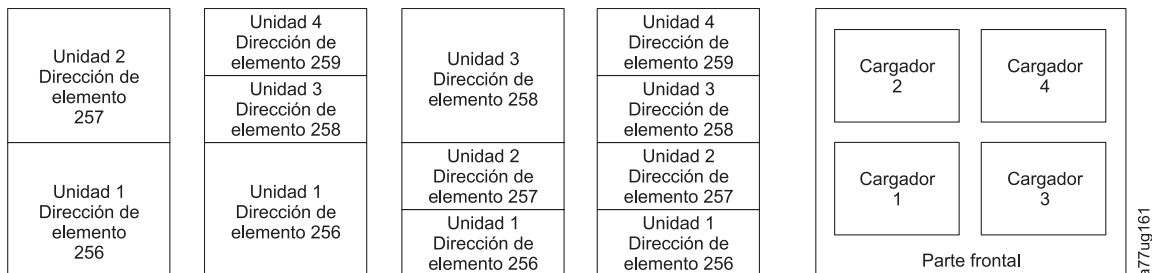 Unidad 2
Dirección de
elemento
257
Unidad 1
Dirección de
elemento
256
Unidad 4
Dirección de
elemento 259
Unidad 3
Dirección de
elemento 258
Unidad 1
Dirección de
elemento 256
Unidad 3
Dirección de
elemento 258
Unidad 2
Dirección de
elemento 257
Unidad 1
Dirección de
elemento 256
Unidad 4
Dirección de
elemento 259
Unidad 3
Dirección de
elemento 258
Unidad 2
Dirección de
elemento 257
Unidad 1
Dirección de
elemento 256
Cargador
2
Cargador
4
Cargador
1
Cargador
3
Parte frontal
a77ug161